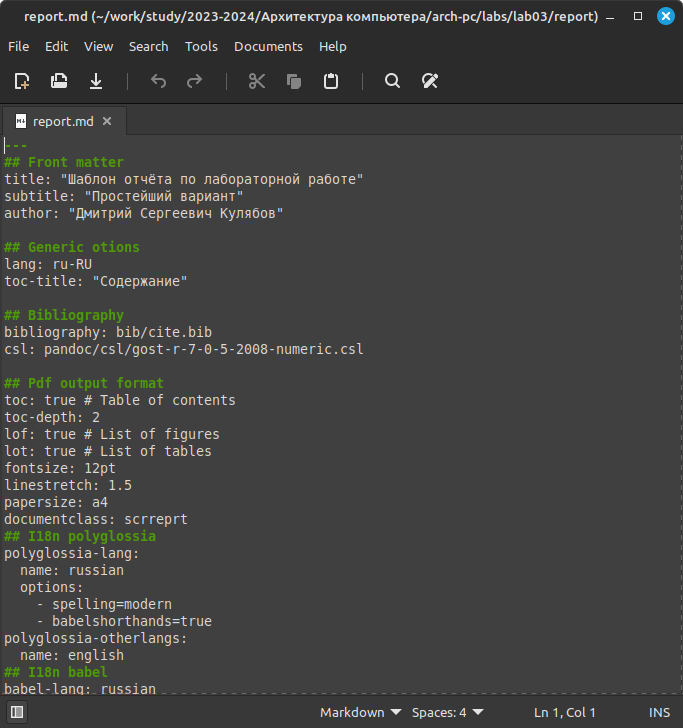 report.md (~/work/study/2023-2024/Архитектура компьютера/arch-pc/labs/lab03/report)
File Edit View Search Tools Documents Help
report.md
---
## Front matter
title: "Шаблон отчёта по лабораторной работе"
subtitle: "Простейший вариант"
author: "Дмитрий Сергеевич Кулябов"
## Generic otions
lang: ru-RU
toc-title: "Содержание"
## Bibliography
bibliography: bib/cite.bib
csl: pandoc/csl/gost-r-7-0-5-2008-numeric.csl
## Pdf output format
toc: true # Table of contents
toc-depth: 2
lof: true # List of figures
lot: true # List of tables
fontsize: 12pt
linestretch: 1.5
papersize: a4
documentclass: scrreprt
## I18n polyglossia
polyglossia-lang:
  name: russian
  options:
    - spelling=modern
    - babelshorthands=true
polyglossia-otherlangs:
  name: english
## I18n babel
babel-lang: russian
Markdown Spaces: 4 Ln 1, Col 1 INS